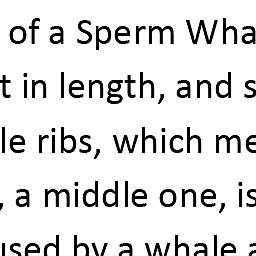 of a Sperm Wha
t in length, and s
le ribs, which me
, a middle one, is
used by a whale a